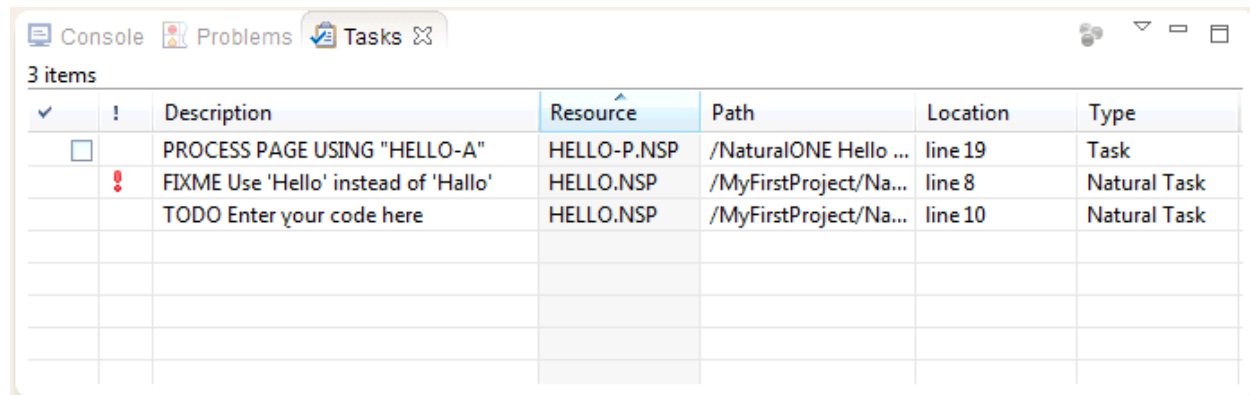 Console Problems Tasks
3 items
! Description Resource Path Location Type
PROCESS PAGE USING "HELLO-A" HELLO-P.NSP /NaturalONE Hello ... line 19 Task
FIXME Use 'Hello' instead of 'Hallo' HELLO.NSP /MyFirstProject/Na... line 8 Natural Task
TODO Enter your code here HELLO.NSP /MyFirstProject/Na... line 10 Natural Task